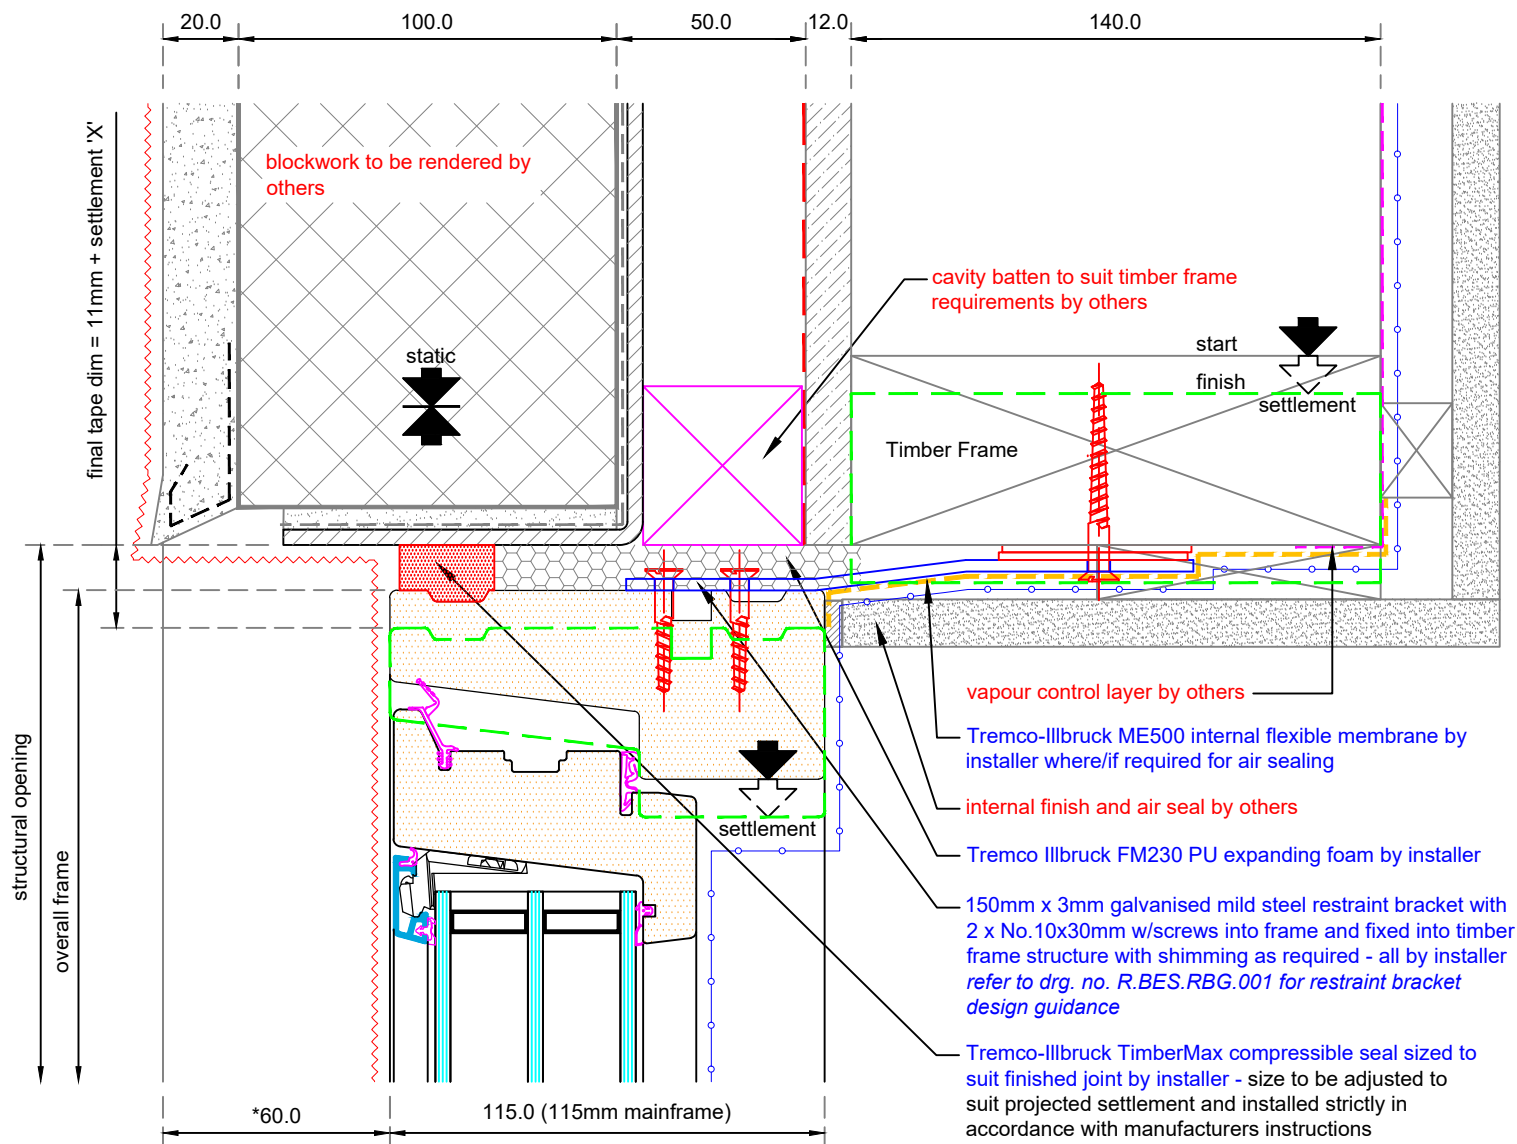 20.0
100.0
50.0
12.0
140.0
final tape dim = 11mm + settlement 'X'
blockwork to be rendered by
others
cavity batten to suit timber frame
requirements by others
static
start
finish
settlement
Timber Frame
vapour control layer by others
Tremco-Illbruck ME500 internal flexible membrane by
installer where/if required for air sealing
internal finish and air seal by others
settlement
Tremco Illbruck FM230 PU expanding foam by installer
150mm x 3mm galvanised mild steel restraint bracket with
2 x No.10x30mm w/screws into frame and fixed into timber
frame structure with shimming as required - all by installer
refer to drg. no. R.BES.RBG.001 for restraint bracket
design guidance
Tremco-Illbruck TimberMax compressible seal sized to
suit finished joint by installer - size to be adjusted to
suit projected settlement and installed strictly in
accordance with manufacturers instructions
structural opening
overall frame
*60.0
115.0 (115mm mainframe)